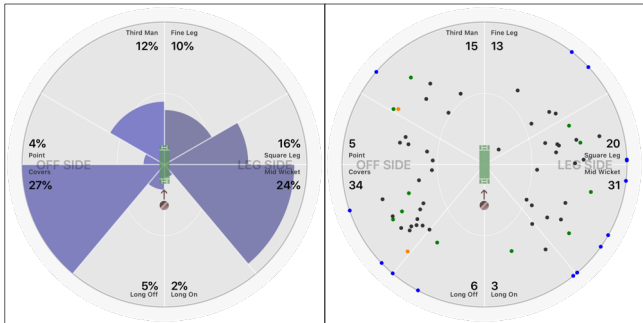 Third Man
12%
Fine Leg
10%
4%
Point
OFF SIDE
Covers
27%
16%
Square Leg
LEG SIDE
Mid Wicket
24%
5%
Long Off
2%
Long On
Third Man
15
Fine Leg
13
5
Point
OFF SIDE
Covers
34
20
Square Leg
LEG SIDE
Mid Wicket
31
6
Long Off
3
Long On